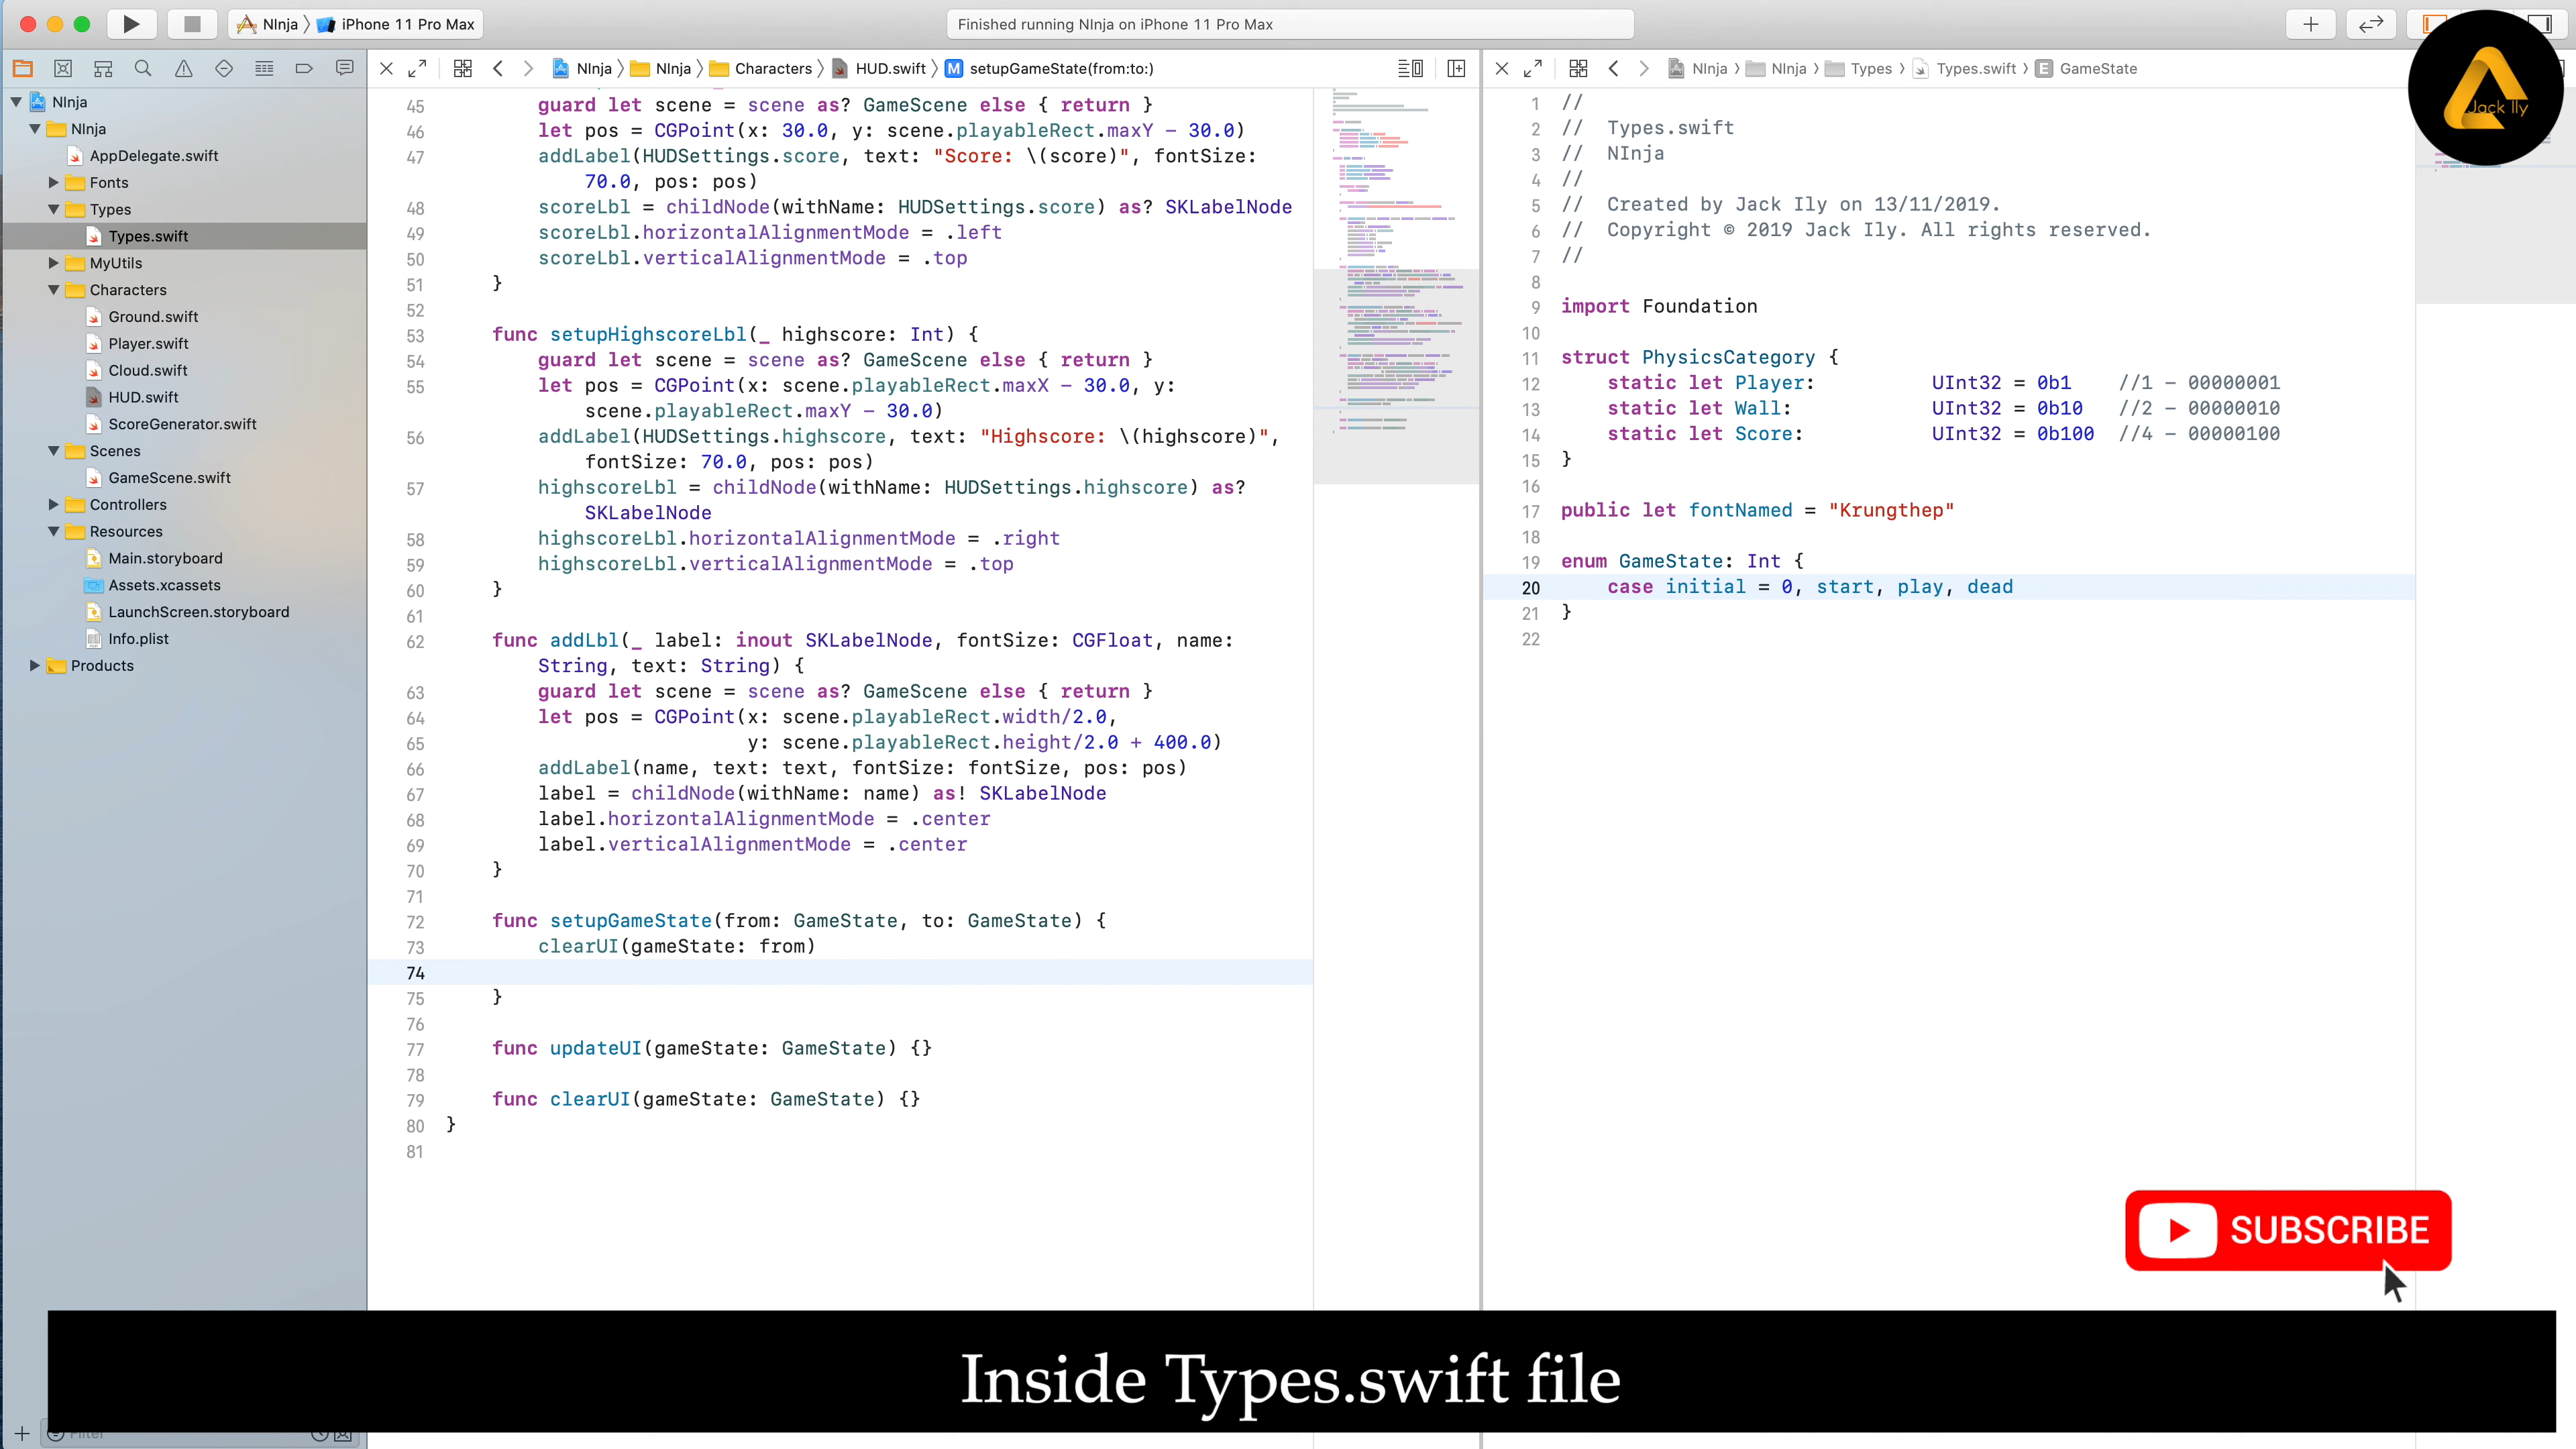 NInja 〉 iPhone 11 Pro Max
Finished running NInja on iPhone 11 Pro Max
Jack Ily
NInja 〉 NInja 〉 Characters 〉 HUD.swift 〉 M setupGameState(from:to:)
NInja 〉 NInja 〉 Types 〉 Types.swift 〉 E GameState
NInja
NInja
AppDelegate.swift
Fonts
Types
Types.swift
MyUtils
Characters
Ground.swift
Player.swift
Cloud.swift
HUD.swift
ScoreGenerator.swift
Scenes
GameScene.swift
Controllers
Resources
Main.storyboard
Assets.xcassets
LaunchScreen.storyboard
Info.plist
Products
Filter
45 guard let scene = scene as? GameScene else { return }
46 let pos = CGPoint(x: 30.0, y: scene.playableRect.maxY - 30.0)
47 addLabel(HUDSettings.score, text: "Score: \(score)", fontSize:
70.0, pos: pos)
48 scoreLbl = childNode(withName: HUDSettings.score) as? SKLabelNode
49 scoreLbl.horizontalAlignmentMode = .left
50 scoreLbl.verticalAlignmentMode = .top
51 }
52
53 func setupHighscoreLbl(_ highscore: Int) {
54 guard let scene = scene as? GameScene else { return }
55 let pos = CGPoint(x: scene.playableRect.maxX - 30.0, y:
scene.playableRect.maxY - 30.0)
56 addLabel(HUDSettings.highscore, text: "Highscore: \(highscore)",
fontSize: 70.0, pos: pos)
57 highscoreLbl = childNode(withName: HUDSettings.highscore) as?
SKLabelNode
58 highscoreLbl.horizontalAlignmentMode = .right
59 highscoreLbl.verticalAlignmentMode = .top
60 }
61
62 func addLbl(_ label: inout SKLabelNode, fontSize: CGFloat, name:
String, text: String) {
63 guard let scene = scene as? GameScene else { return }
64 let pos = CGPoint(x: scene.playableRect.width/2.0,
65 y: scene.playableRect.height/2.0 + 400.0)
66 addLabel(name, text: text, fontSize: fontSize, pos: pos)
67 label = childNode(withName: name) as! SKLabelNode
68 label.horizontalAlignmentMode = .center
69 label.verticalAlignmentMode = .center
70 }
71
72 func setupGameState(from: GameState, to: GameState) {
73 clearUI(gameState: from)
74
75 }
76
77 func updateUI(gameState: GameState) {}
78
79 func clearUI(gameState: GameState) {}
80 }
81
1 //
2 // Types.swift
3 // NInja
4 //
5 // Created by Jack Ily on 13/11/2019.
6 // Copyright © 2019 Jack Ily. All rights reserved.
7 //
8
9 import Foundation
10
11 struct PhysicsCategory {
12 static let Player: UInt32 = 0b1 //1 - 00000001
13 static let Wall: UInt32 = 0b10 //2 - 00000010
14 static let Score: UInt32 = 0b100 //4 - 00000100
15 }
16
17 public let fontNamed = "Krungthep"
18
19 enum GameState: Int {
20 case initial = 0, start, play, dead
21 }
22
SUBSCRIBE
Inside Types.swift file